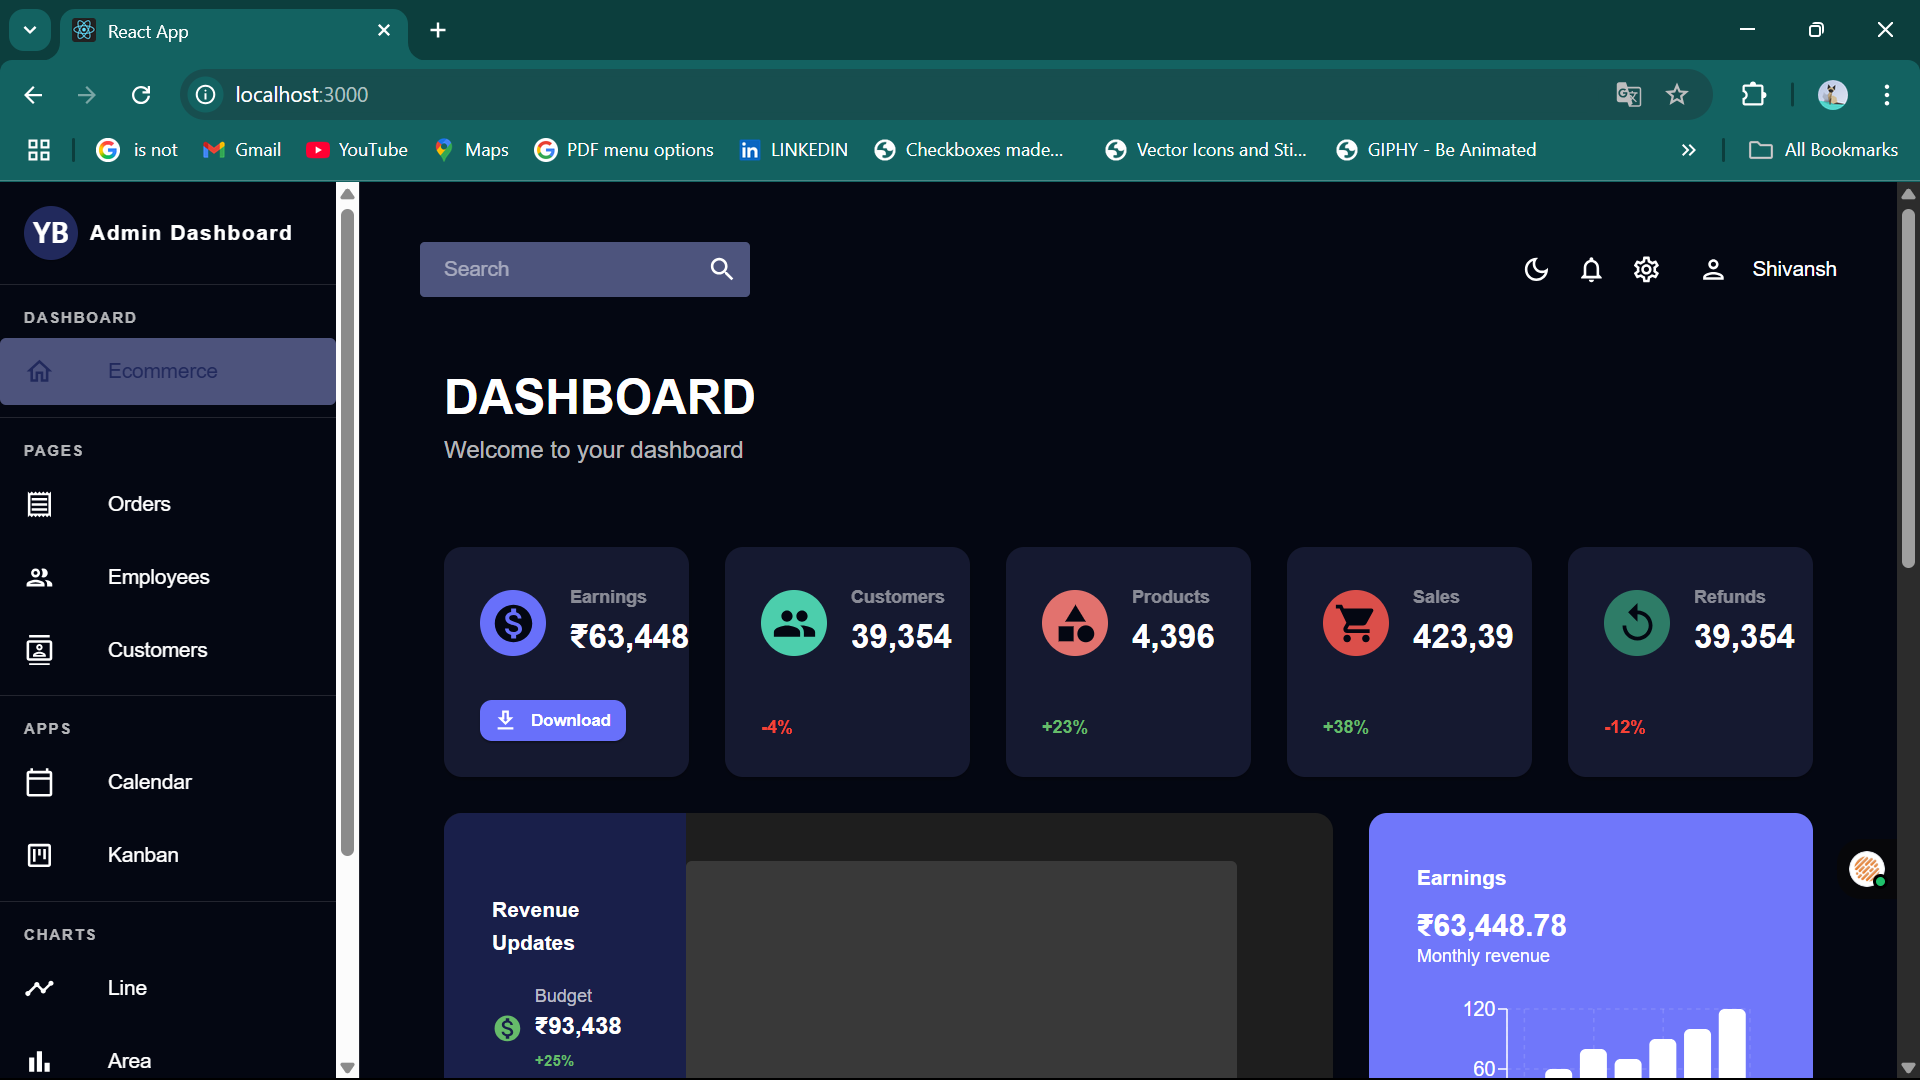 React App
localhost:3000
is not
Gmail
YouTube
Maps
PDF menu options
LINKEDIN
Checkboxes made...
Vector Icons and Sti...
GIPHY - Be Animated
All Bookmarks
YB Admin Dashboard
DASHBOARD
Ecommerce
PAGES
Orders
Employees
Customers
APPS
Calendar
Kanban
CHARTS
Line
Area
Search
Shivansh
DASHBOARD
Welcome to your dashboard
Earnings
₹63,448
Download
Customers
39,354
-4%
Products
4,396
+23%
Sales
423,39
+38%
Refunds
39,354
-12%
Revenue
Updates
Budget
₹93,438
+25%
Earnings
₹63,448.78
Monthly revenue
120
60